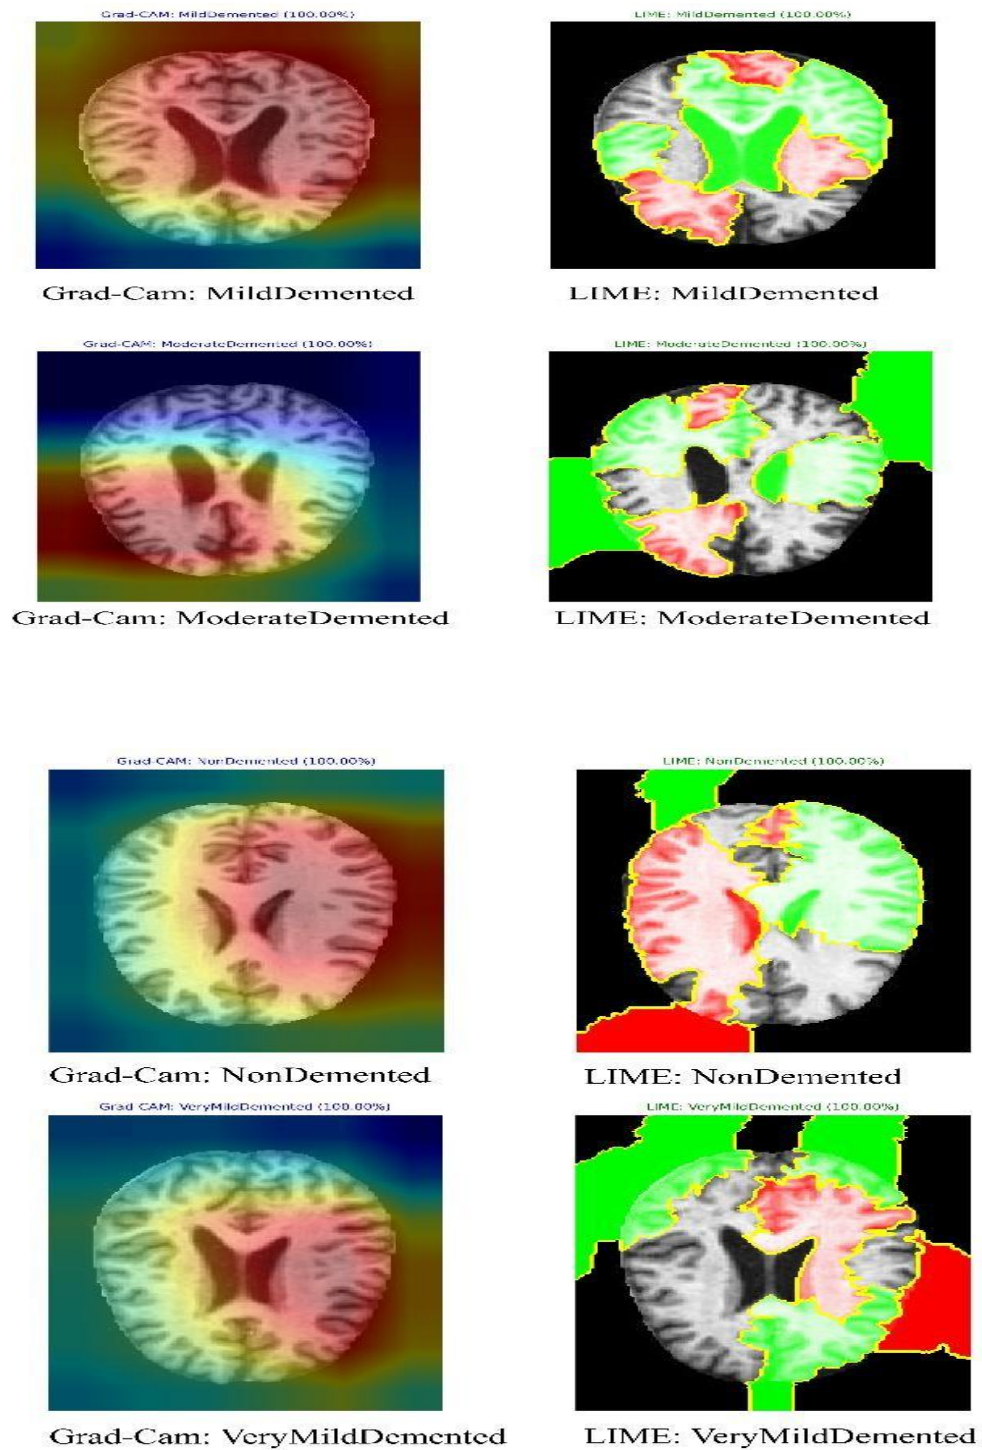 Grad-CAM: MildDemented (100.00%)
LIME: MildDemented (100.00%)
Grad-Cam: MildDemented
LIME: MildDemented
Grad-CAM: ModerateDemented (100.00%)
LIME: ModerateDemented (100.00%)
Grad-Cam: ModerateDemented
LIME: ModerateDemented
Grad-CAM: NonDemented (100.00%)
LIME: NonDemented (100.00%)
Grad-Cam: NonDemented
LIME: NonDemented
Grad-CAM: VeryMildDemented (100.00%)
LIME: VeryMildDemented (100.00%)
Grad-Cam: VeryMildDemented
LIME: VeryMildDemented